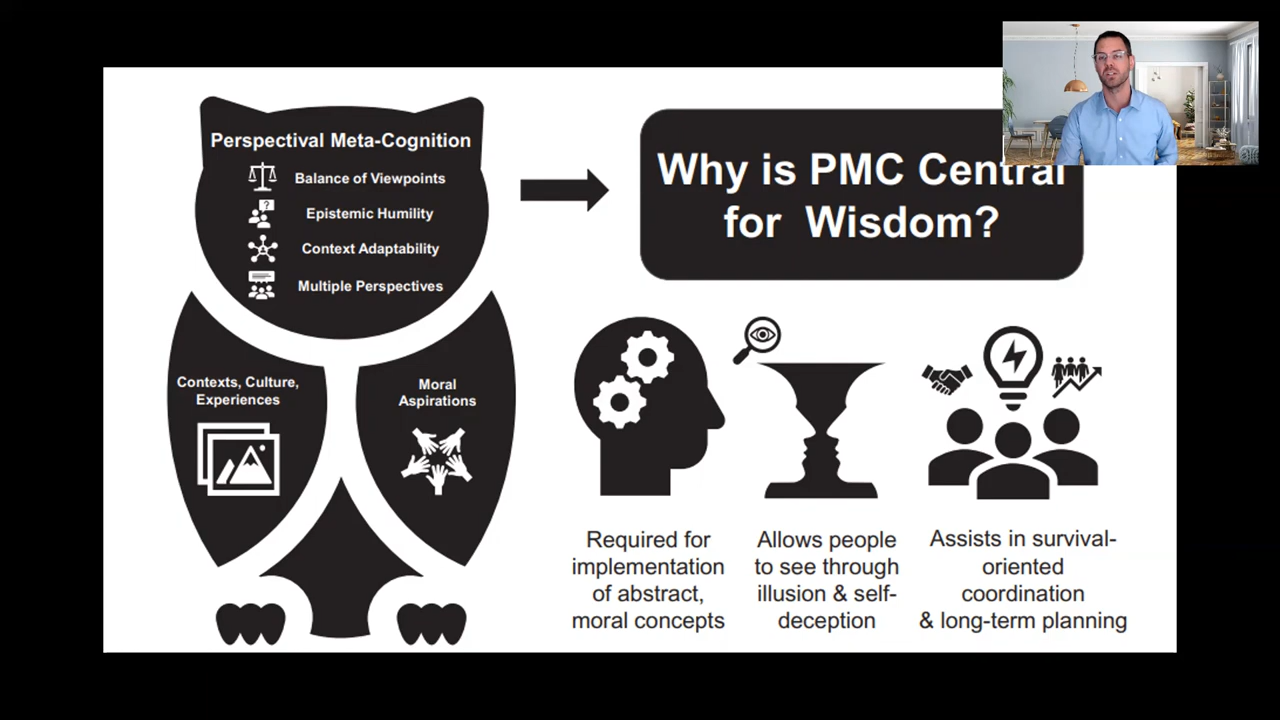 Perspectival Meta-Cognition
Balance of Viewpoints
?
Epistemic Humility
Context Adaptability
Multiple Perspectives
Contexts, Culture,
Experiences
Moral
Aspirations
Why is PMC Central
for Wisdom?
Required for
implementation
of abstract,
moral concepts
Allows people
to see through
illusion & self-
deception
Assists in survival-
oriented
coordination
& long-term planning